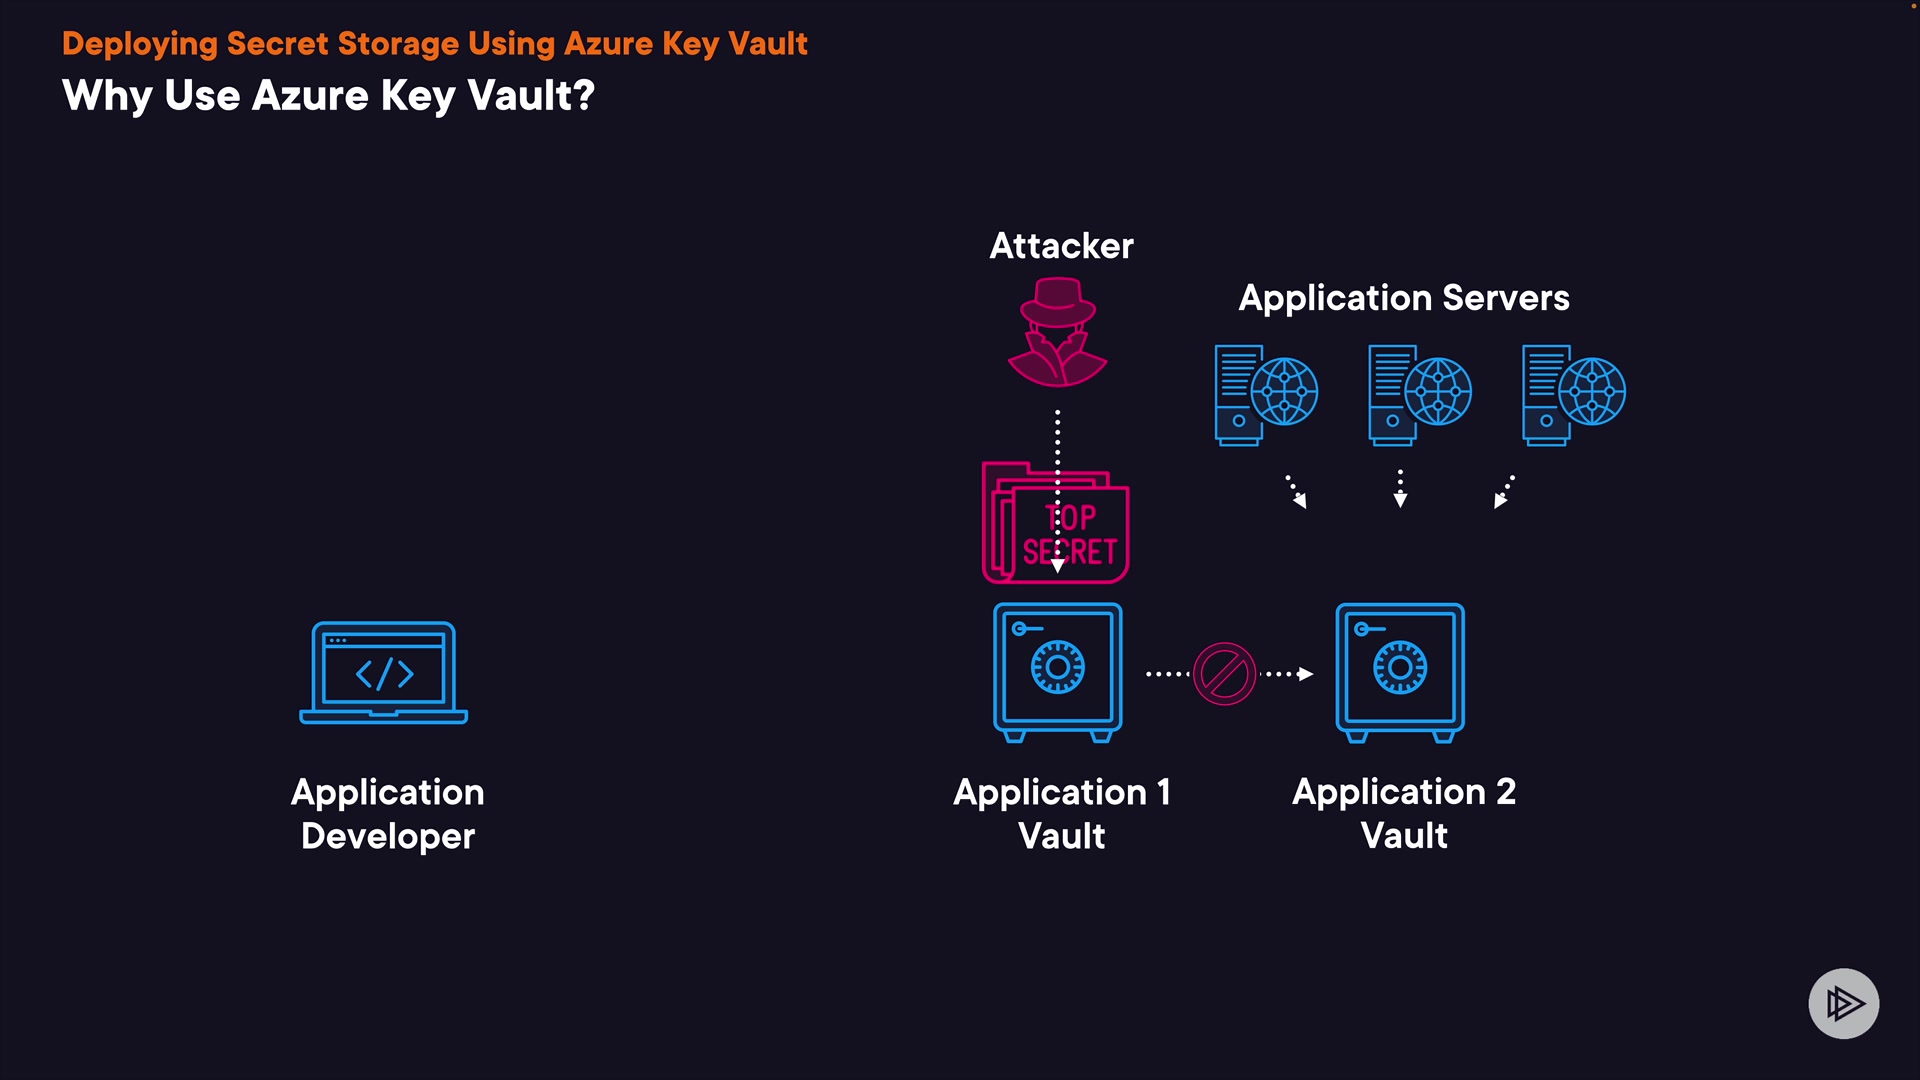 Deploying Secret Storage Using Azure Key Vault
Why Use Azure Key Vault?
Attacker
Application Servers
TOP
SECRET
</>
Application
Developer
Application 1
Vault
Application 2
Vault